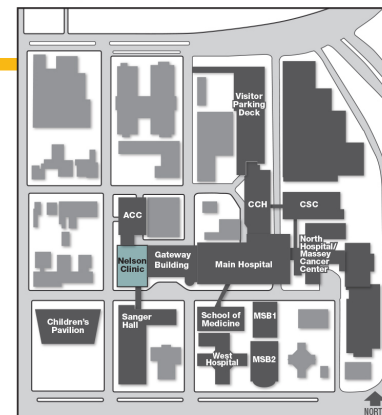 Visitor
Parking
Deck
ACC
CCH
CSC
Nelson
Clinic
Gateway
Building
Main Hospital
North
Hospital/
Massey
Cancer
Center
Children's
Pavilion
Sanger
Hall
School of
Medicine
MSB1
West
Hospital
MSB2
NORT